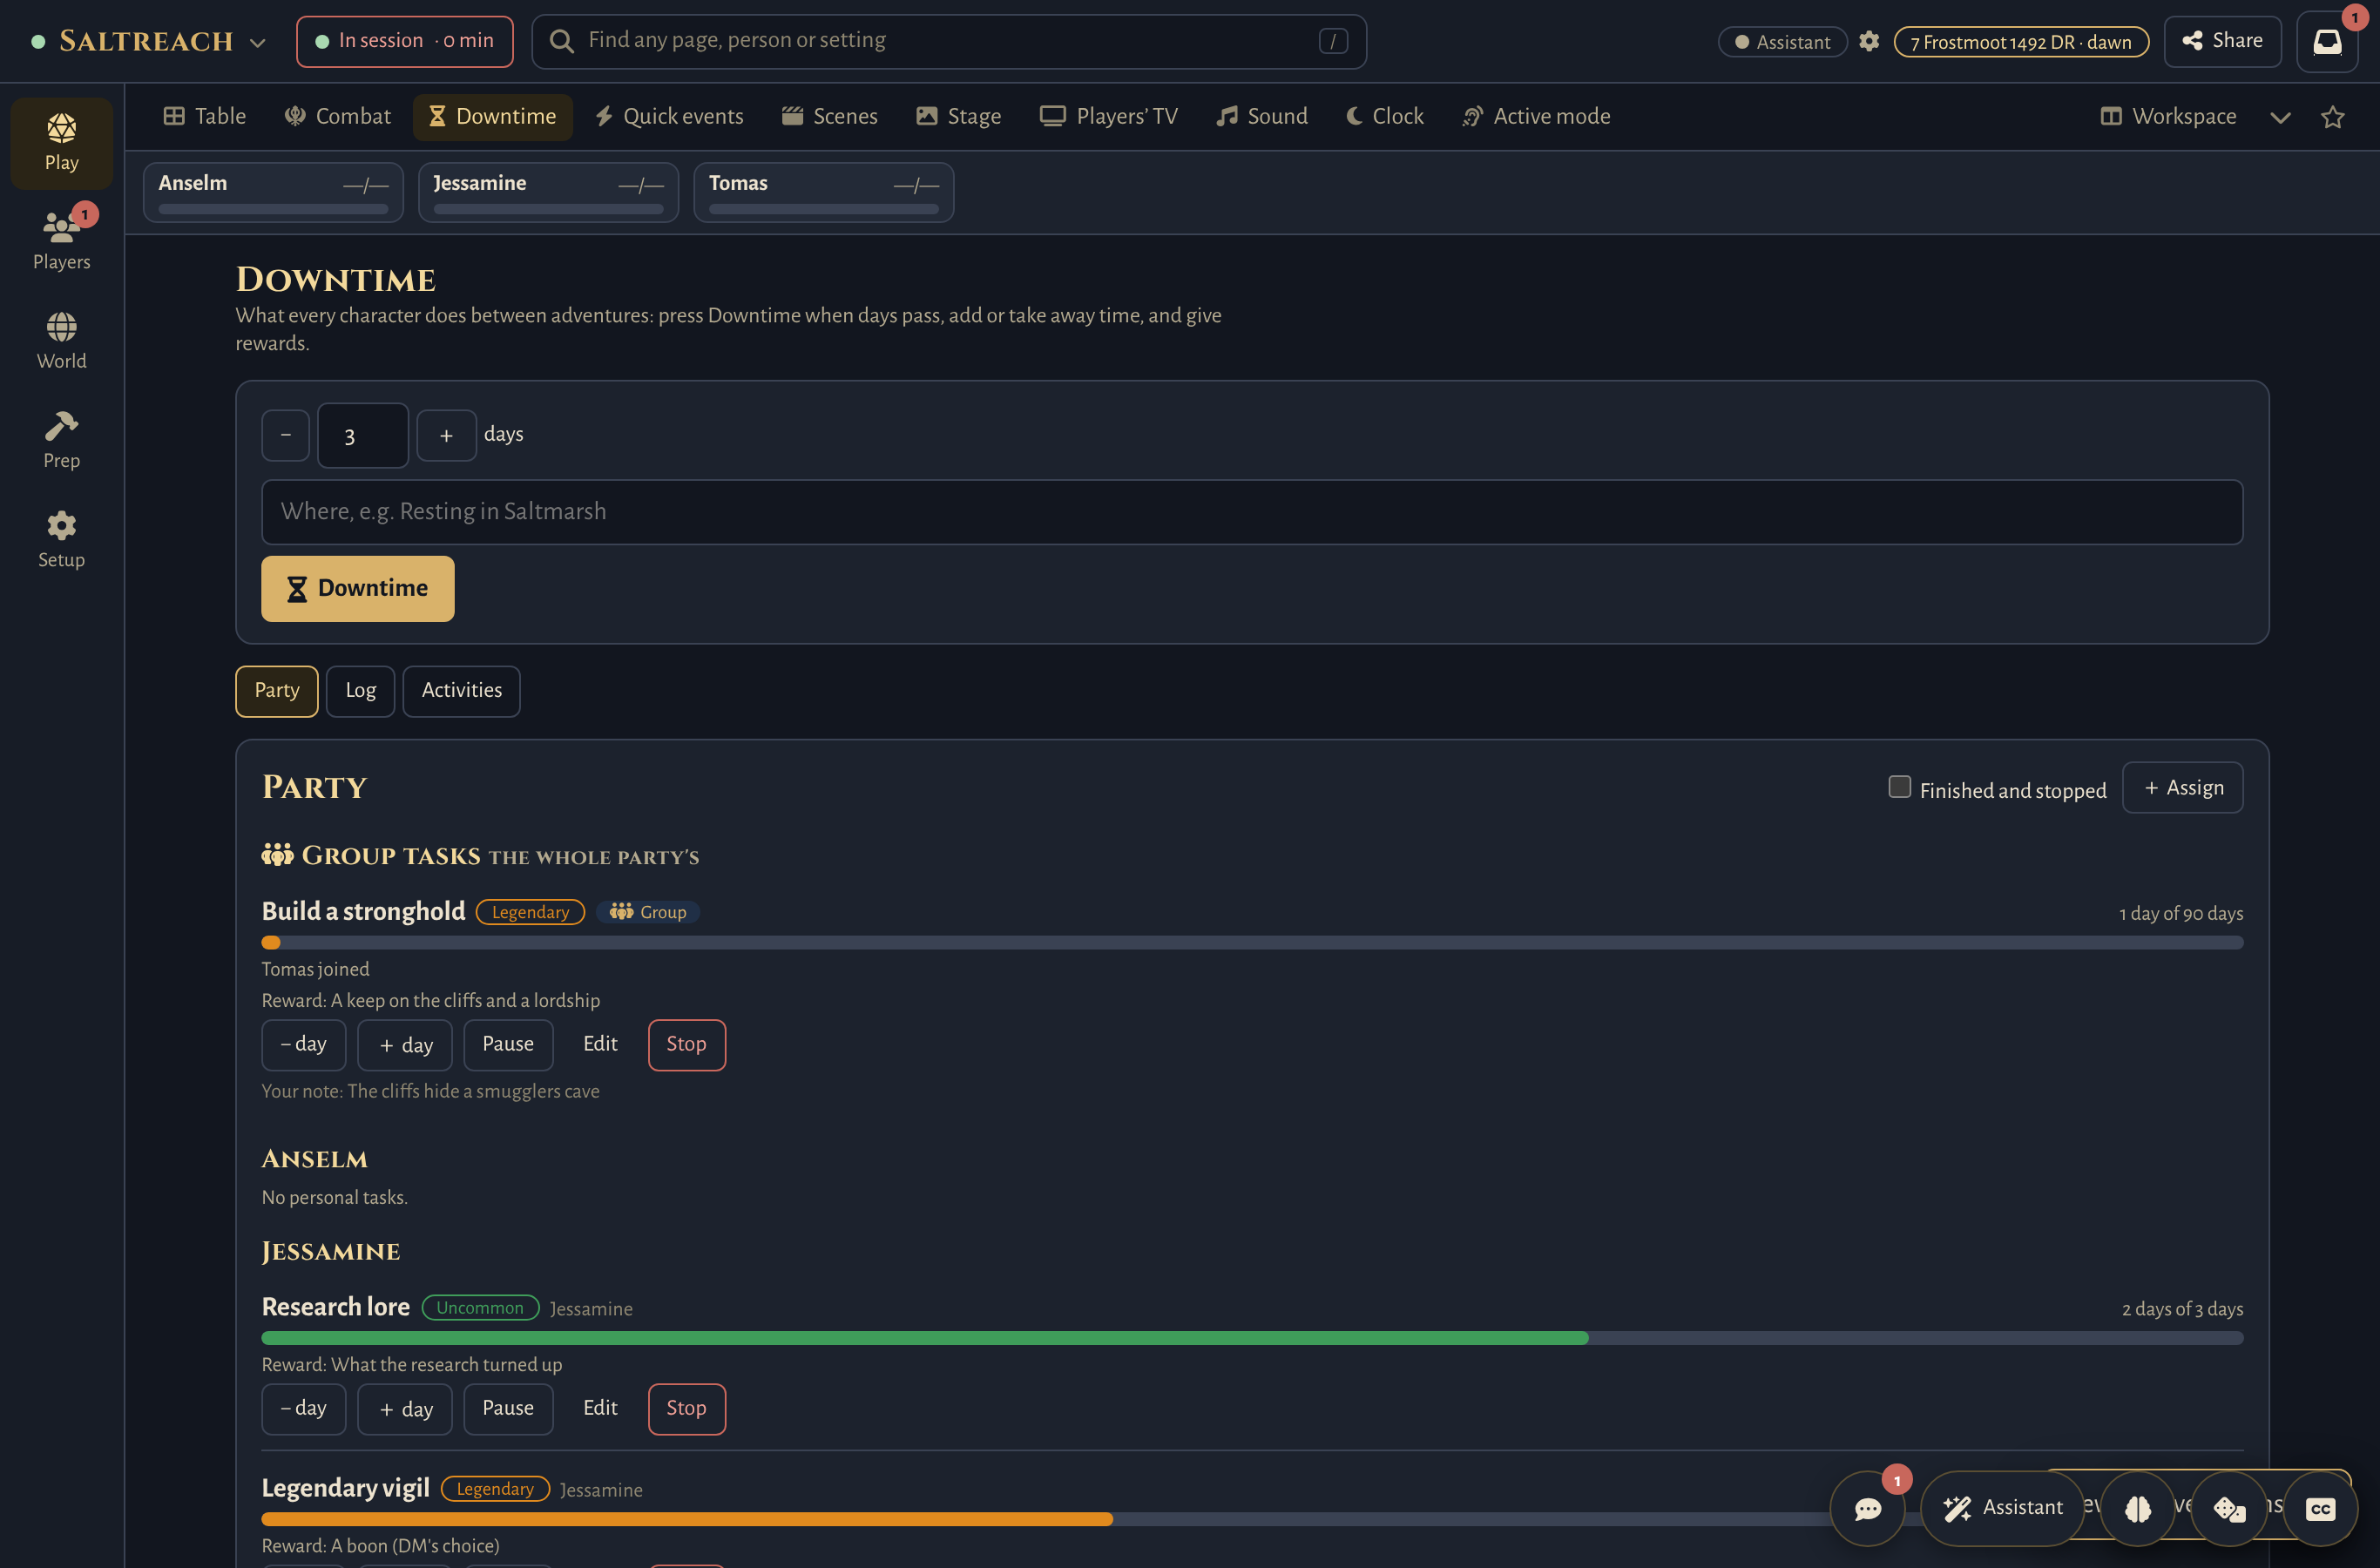 SALTREACH
In session · 0 min
Find any page, person or setting
/
Assistant
7 Frostmoot 1492 DR · dawn
Share
1
Play
1
Players
World
Prep
Setup
Table
Combat
Downtime
Quick events
Scenes
Stage
Players’ TV
Sound
Clock
Active mode
Workspace
Anselm —/—
Jessamine —/—
Tomas —/—
DOWNTIME
What every character does between adventures: press Downtime when days pass, add or take away time, and give
rewards.
− 3 + days
Where, e.g. Resting in Saltmarsh
Downtime
Party
Log
Activities
PARTY
Finished and stopped
+ Assign
GROUP TASKS THE WHOLE PARTY'S
Build a stronghold Legendary Group 1 day of 90 days
Tomas joined
Reward: A keep on the cliffs and a lordship
− day + day Pause Edit Stop
Your note: The cliffs hide a smugglers cave
ANSELM
No personal tasks.
JESSAMINE
Research lore Uncommon Jessamine 2 days of 3 days
Reward: What the research turned up
− day + day Pause Edit Stop
Legendary vigil Legendary Jessamine
Reward: A boon (DM's choice)
1
Assistant
CC